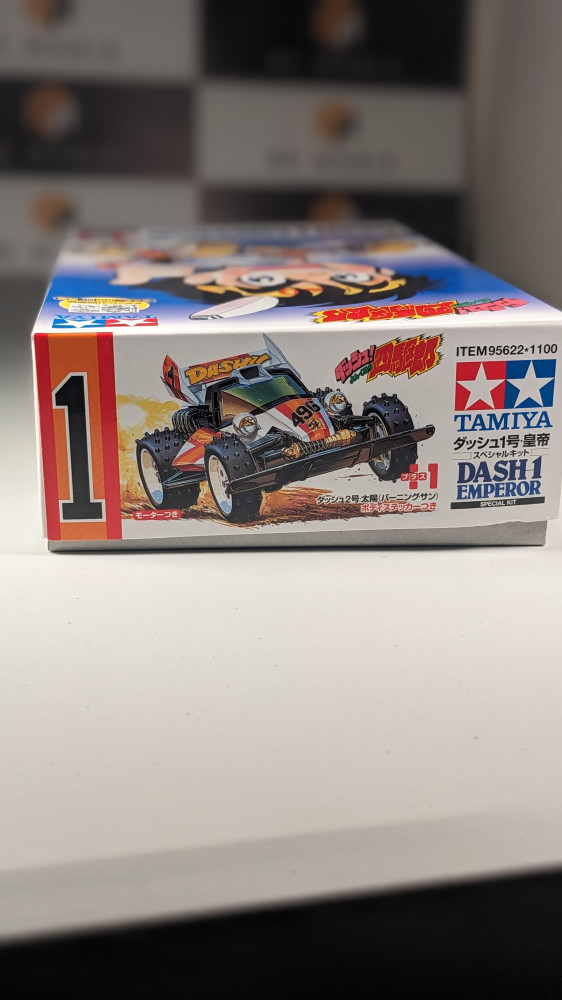 TAMIYA
1
DASH!!
496
ダッシュ!
四駆郎
プラス1
ダッシュ2号・太陽(バーニングサン)
ボディステッカーつき
モーターつき
ITEM 95622★1100
TAMIYA
ダッシュ1号・皇帝
スペシャルキット
DASH 1
EMPEROR
SPECIAL KIT